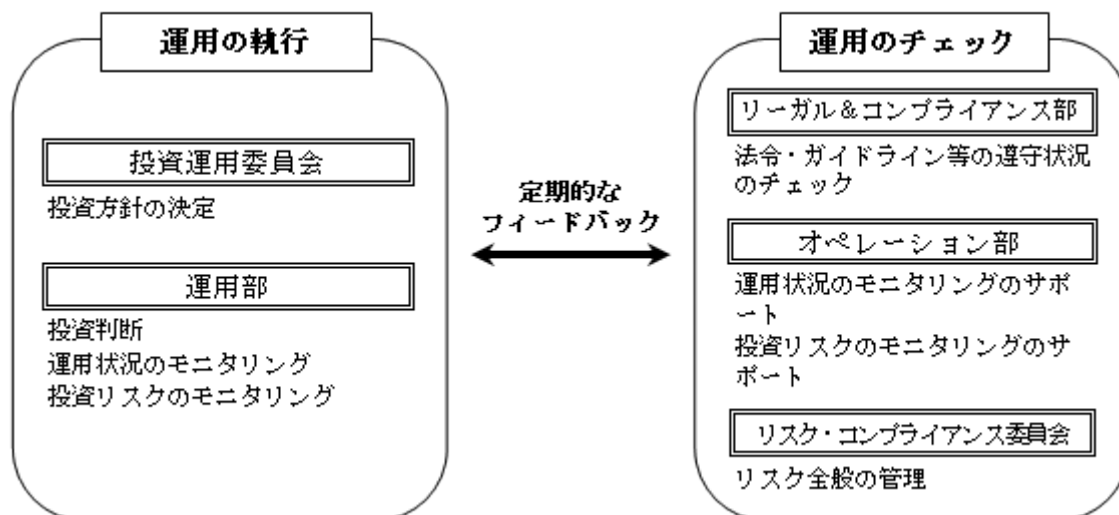 運用の執行
投資運用委員会
投資方針の決定
運用部
投資判断
運用状況のモニタリング
投資リスクのモニタリング
定期的な
フィードバック
運用のチェック
リーガル&コンプライアンス部
法令・ガイドライン等の遵守状況
のチェック
オペレーション部
運用状況のモニタリングのサポ
ート
投資リスクのモニタリングのサ
ポート
リスク・コンプライアンス委員会
リスク全般の管理